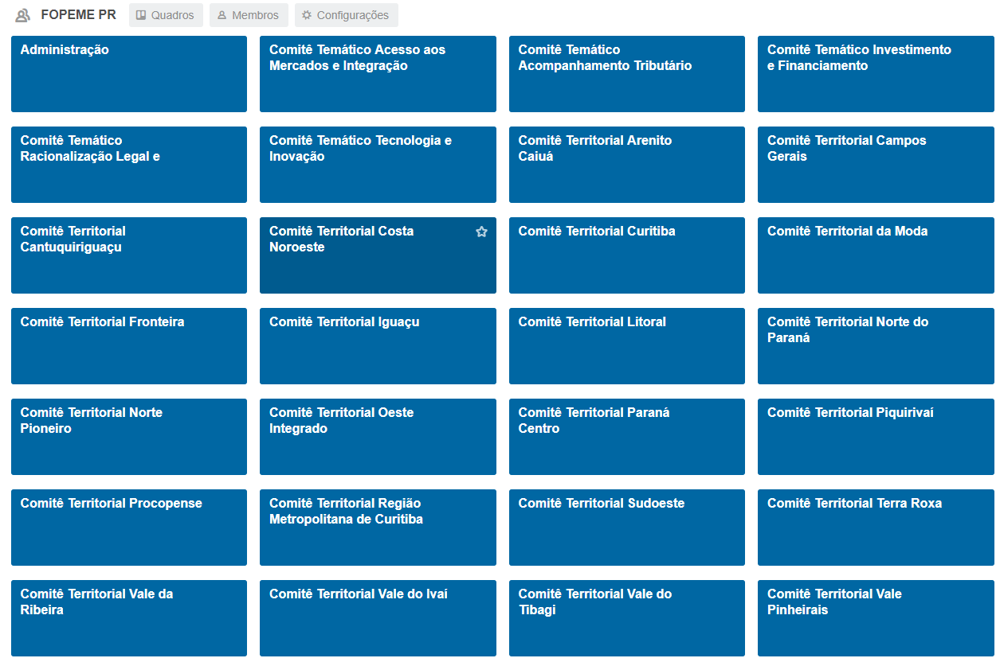 FOPEME PR
Quadros
Membros
Configurações
Administração
Comitê Temático Acesso aos
Mercados e Integração
Comitê Temático
Acompanhamento Tributário
Comitê Temático Investimento
e Financiamento
Comitê Temático
Racionalização Legal e
Comitê Temático Tecnologia e
Inovação
Comitê Territorial Arenito
Caiuá
Comitê Territorial Campos
Gerais
Comitê Territorial
Cantuquiriguaçu
Comitê Territorial Costa
Noroeste
Comitê Territorial Curitiba
Comitê Territorial da Moda
Comitê Territorial Fronteira
Comitê Territorial Iguaçu
Comitê Territorial Litoral
Comitê Territorial Norte do
Paraná
Comitê Territorial Norte
Pioneiro
Comitê Territorial Oeste
Integrado
Comitê Territorial Paraná
Centro
Comitê Territorial Piquirivaí
Comitê Territorial Procopense
Comitê Territorial Região
Metropolitana de Curitiba
Comitê Territorial Sudoeste
Comitê Territorial Terra Roxa
Comitê Territorial Vale da
Ribeira
Comitê Territorial Vale do Ivaí
Comitê Territorial Vale do
Tibagi
Comitê Territorial Vale
Pinheirais